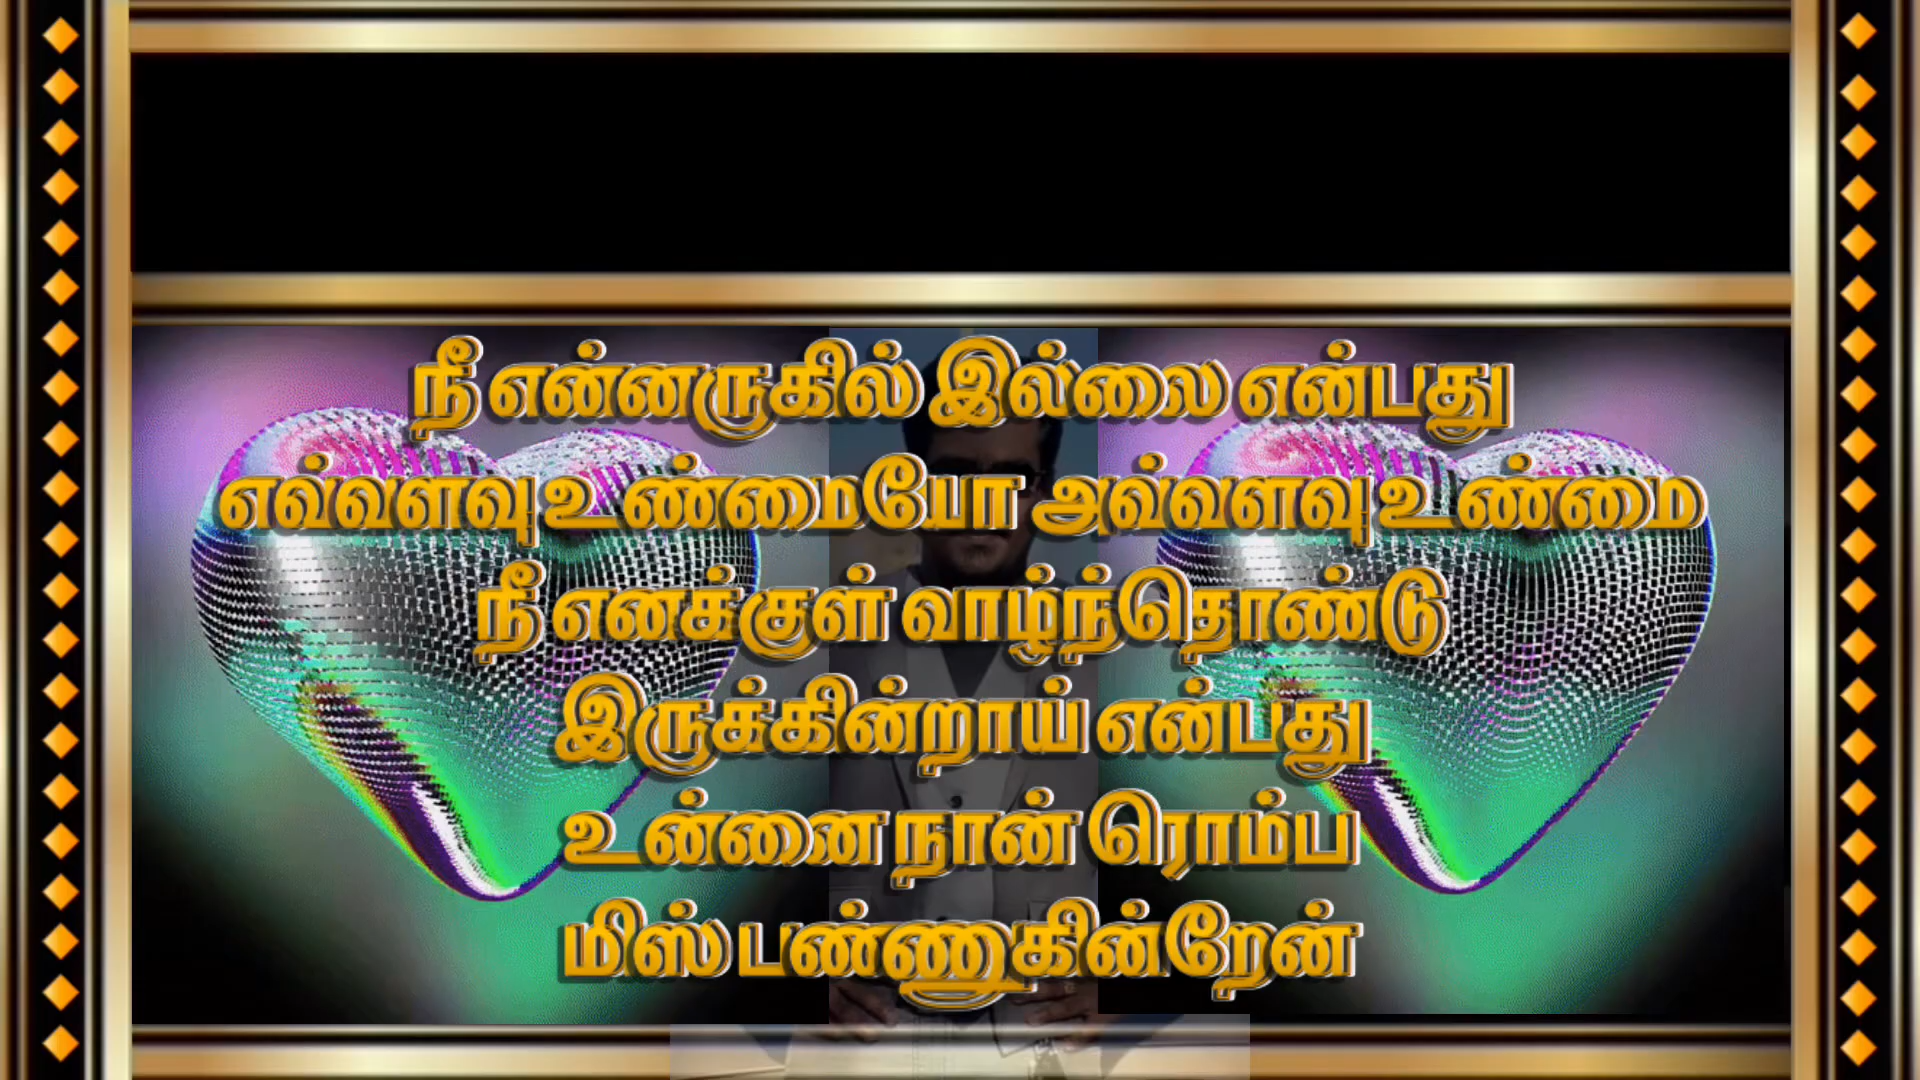 நீ என்னருகில் இல்லை என்பது
எவ்வளவு உண்மையோ அவ்வளவு உண்மை
நீ எனக்குள் வாழ்ந்தொண்டு
இருக்கின்றாய் என்பது
உன்னை நான் ரொம்ப
மிஸ் பண்ணுகின்றேன்